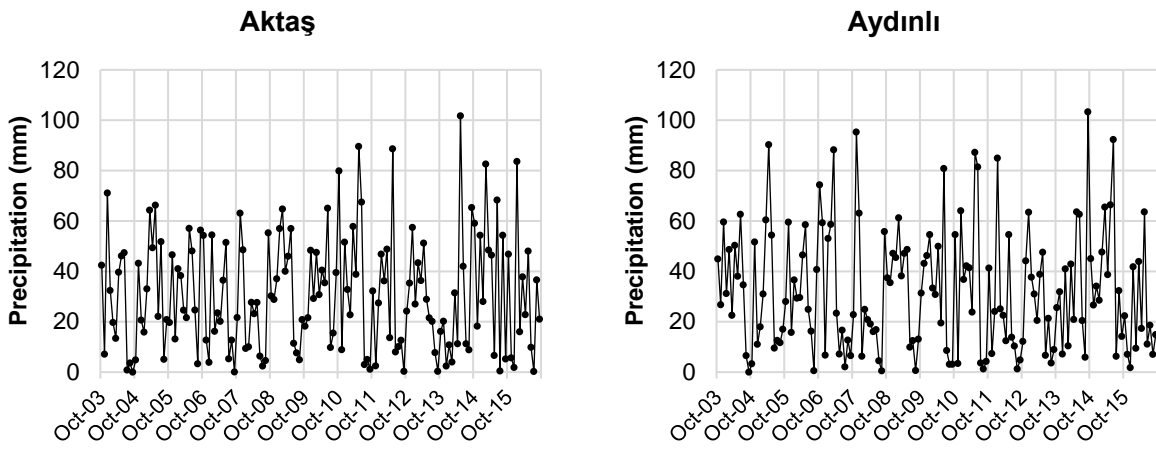 Aktaş
Precipitation (mm)
120
100
80
60
40
20
0
Oct-03
Oct-04
Oct-05
Oct-06
Oct-07
Oct-08
Oct-09
Oct-10
Oct-11
Oct-12
Oct-13
Oct-14
Oct-15
Aydınlı
Precipitation (mm)
120
100
80
60
40
20
0
Oct-03
Oct-04
Oct-05
Oct-06
Oct-07
Oct-08
Oct-09
Oct-10
Oct-11
Oct-12
Oct-13
Oct-14
Oct-15